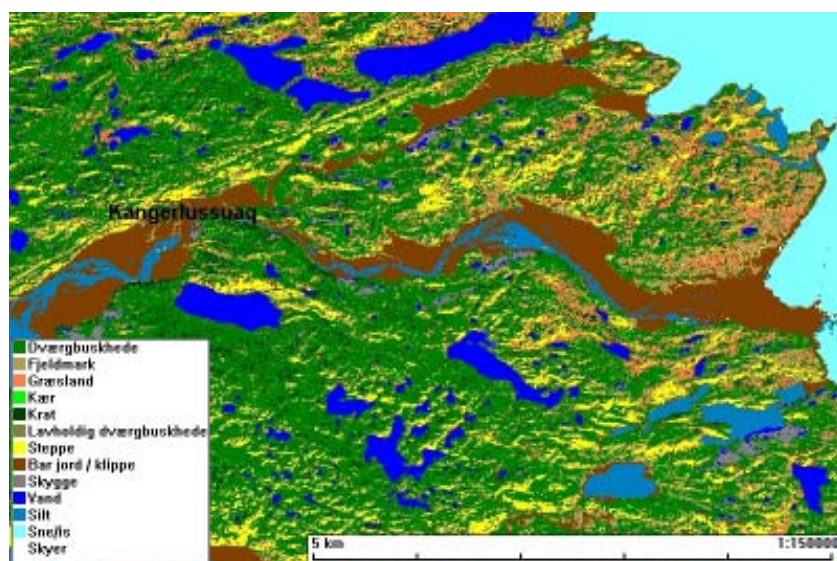 Kangerlussuaq
Dværgbuskhede
Fjeldmark
Græsland
Kær
Krat
Lavholdig dværgbuskhede
Steppe
Bar jord / klippe
Skygge
Vand
Silt
Sne/is
Skyer
5 km
1:150000